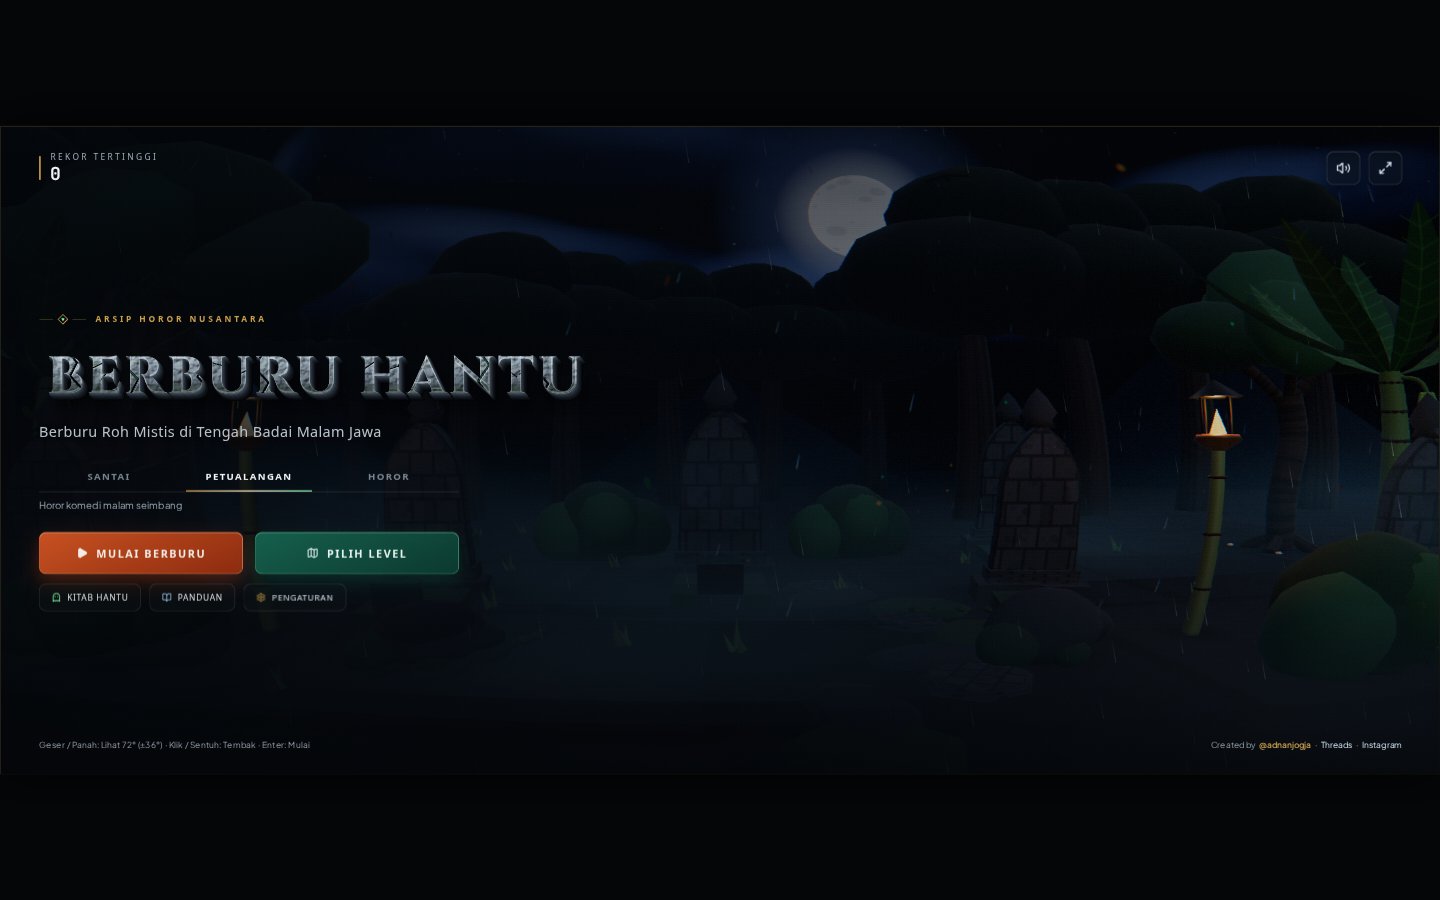 REKOR TERTINGGI
0
ARSIP HOROR NUSANTARA
BERBURU HANTU
Berburu Roh Mistis di Tengah Badai Malam Jawa
SANTAI PETUALANGAN HOROR
Horor komedi malam seimbang
MULAI BERBURU PILIH LEVEL
KITAB HANTU PANDUAN PENGATURAN
Geser / Panah: Lihat 72° (±36°) · Klik / Sentuh: Tembak · Enter: Mulai
Created by @adnanjogja · Threads · Instagram